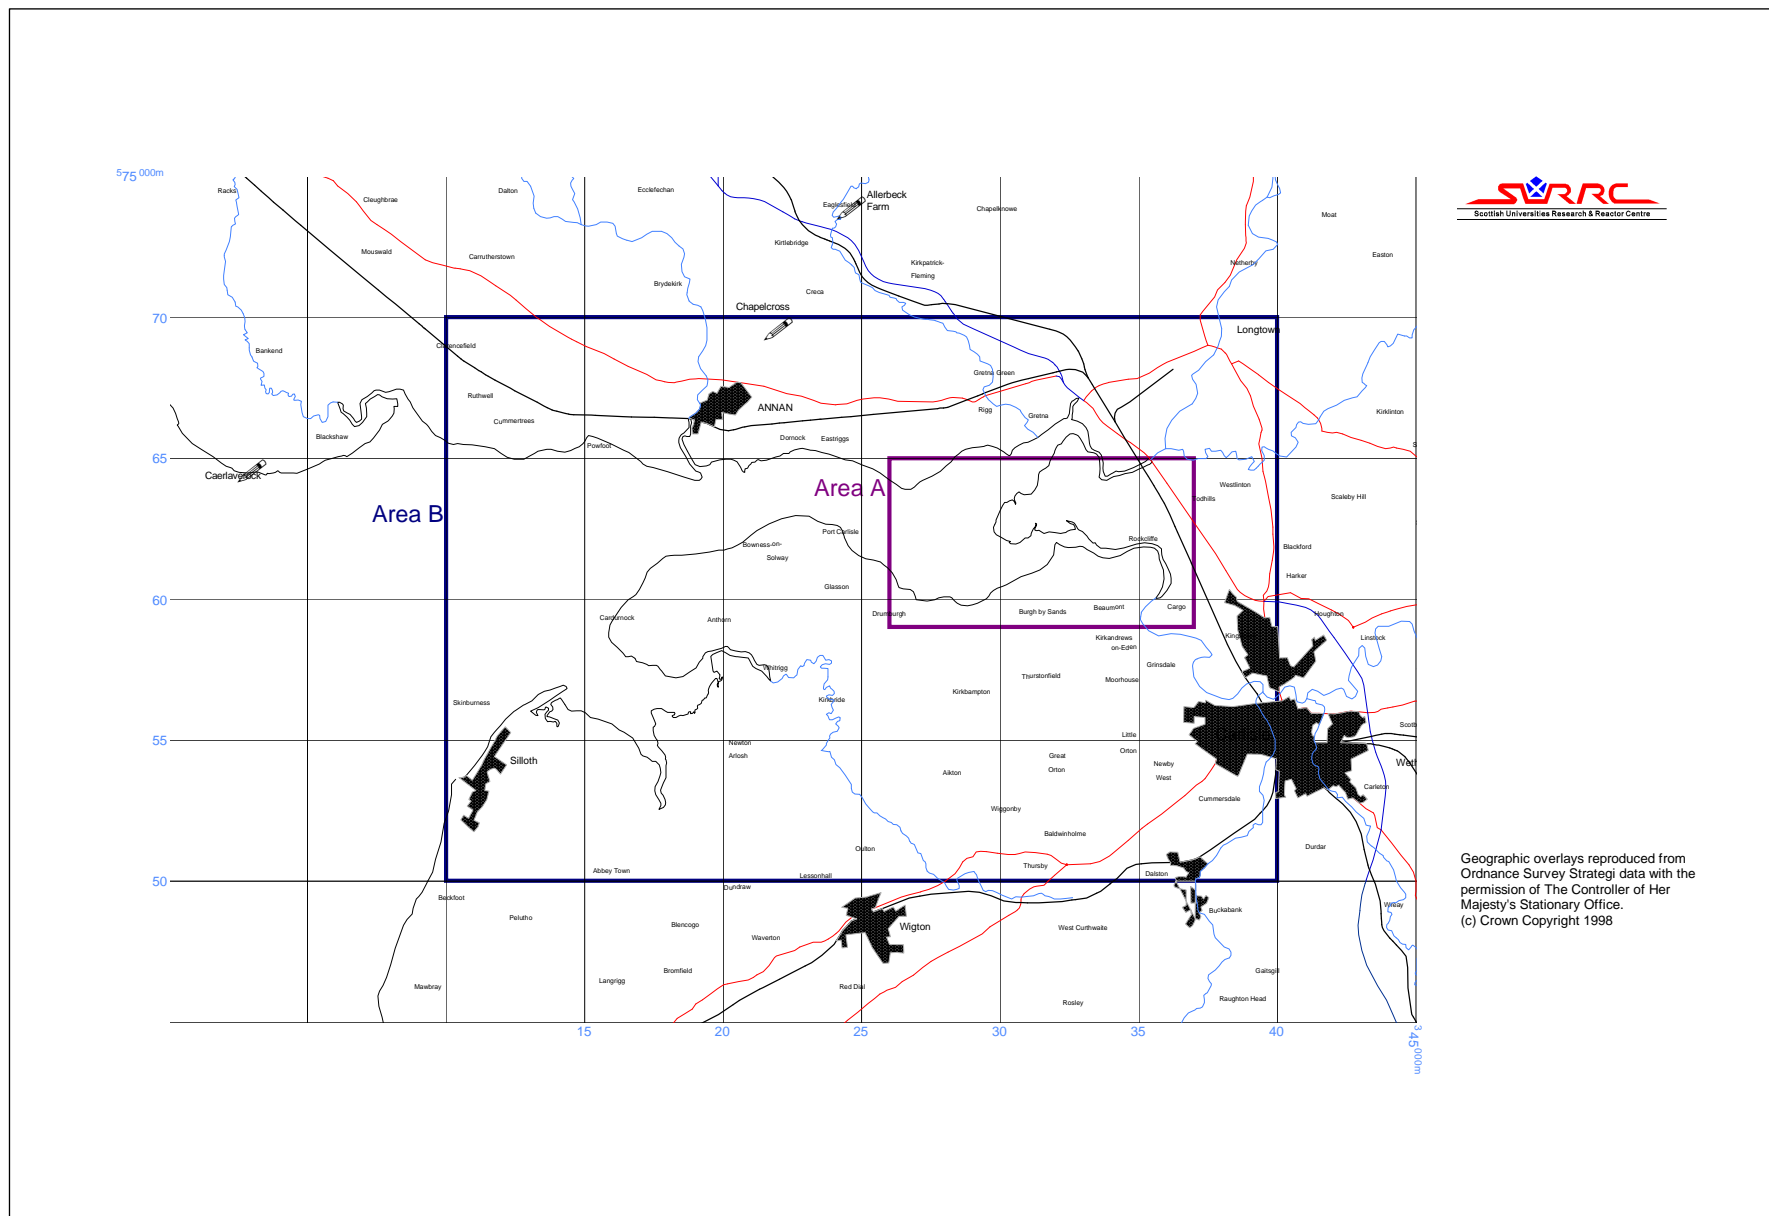 575 000m
Racks
Cleughbrae
Dalton
Ecclefechan
Eaglesfield
Allerbeck
Farm
Chapelknowe
Moat
SURRC
Scottish Universities Research & Reactor Centre
Mouswald
Carrutherstown
Kirtlebridge
Kirkpatrick-
Fleming
Netherby
Easton
Brydekirk
Creca
Chapelcross
70
Longtown
Bankend
Clarencefield
Gretna Green
Ruthwell
Cummertrees
ANNAN
Rigg
Gretna
Kirklinton
Blackshaw
Powfoot
Dornock
Eastriggs
65
Caerlaverock
Area B
Area A
Westlinton
Todhills
Scaleby Hill
Port Carlisle
Bowness-on-
Solway
Rockcliffe
Blackford
Glasson
Harker
60
Cardurnock
Anthorn
Drumburgh
Burgh by Sands
Beaumont
Cargo
Houghton
Kirkandrews
on-Eden
Linstock
Whitrigg
Grinsdale
Thurstonfield
Moorhouse
Kirkbampton
Skinburness
Kirkbride
55
Newton
Arlosh
Little
Orton
Great
Orton
Silloth
Newby
West
Aikton
Carleton
Cummersdale
Wiggonby
Baldwinholme
Oulton
Durdar
Thursby
Abbey Town
Lessonhall
Dalston
50
Dundraw
Beckfoot
Pelutho
Blencogo
Waverton
Wigton
West Curthwaite
Buckabank
Wreay
Langrigg
Bromfield
Mawbray
Red Dial
Rosley
Gaitsgill
Raughton Head
15
20
25
30
35
40
345 000m
Geographic overlays reproduced from
Ordnance Survey Strategi data with the
permission of The Controller of Her
Majesty's Stationary Office.
(c) Crown Copyright 1998